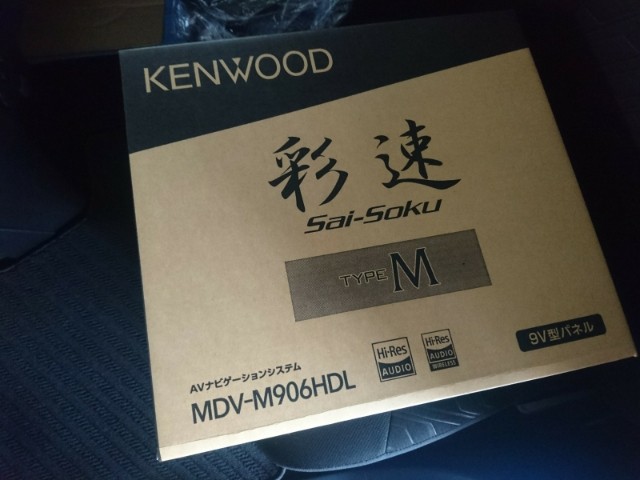 KENWOOD
彩速
Sai-Soku
TYPE M
Hi-Res
AUDIO
Hi-Res
AUDIO
WIRELESS
9V型パネル
AVナビゲーションシステム
MDV-M906HDL